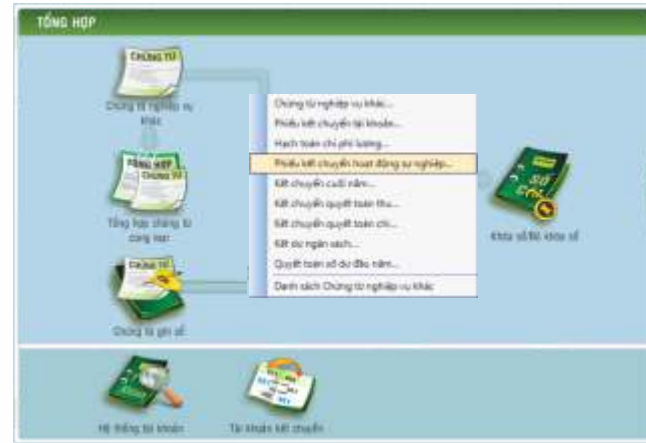 TỔNG HỢP
CHỨNG TỪ
Chứng từ nghiệp vụ
khác
TỔNG HỢP
CHỨNG TỪ
Tổng hợp chứng từ
cùng loại
CHỨNG TỪ
Chứng từ ghi sổ
Chứng từ nghiệp vụ khác...
Phiếu kết chuyển tài khoản...
Hạch toán chi phí lương...
Phiếu kết chuyển hoạt động sự nghiệp...
Kết chuyển cuối năm...
Kết chuyển quyết toán thu...
Kết chuyển quyết toán chi...
Kết dư ngân sách...
Quyết toán số dư đầu năm...
Danh sách Chứng từ nghiệp vụ khác
SỔ
CÁI
Khóa sổ/Bỏ khóa sổ
Hệ thống tài khoản
Tài khoản kết chuyển